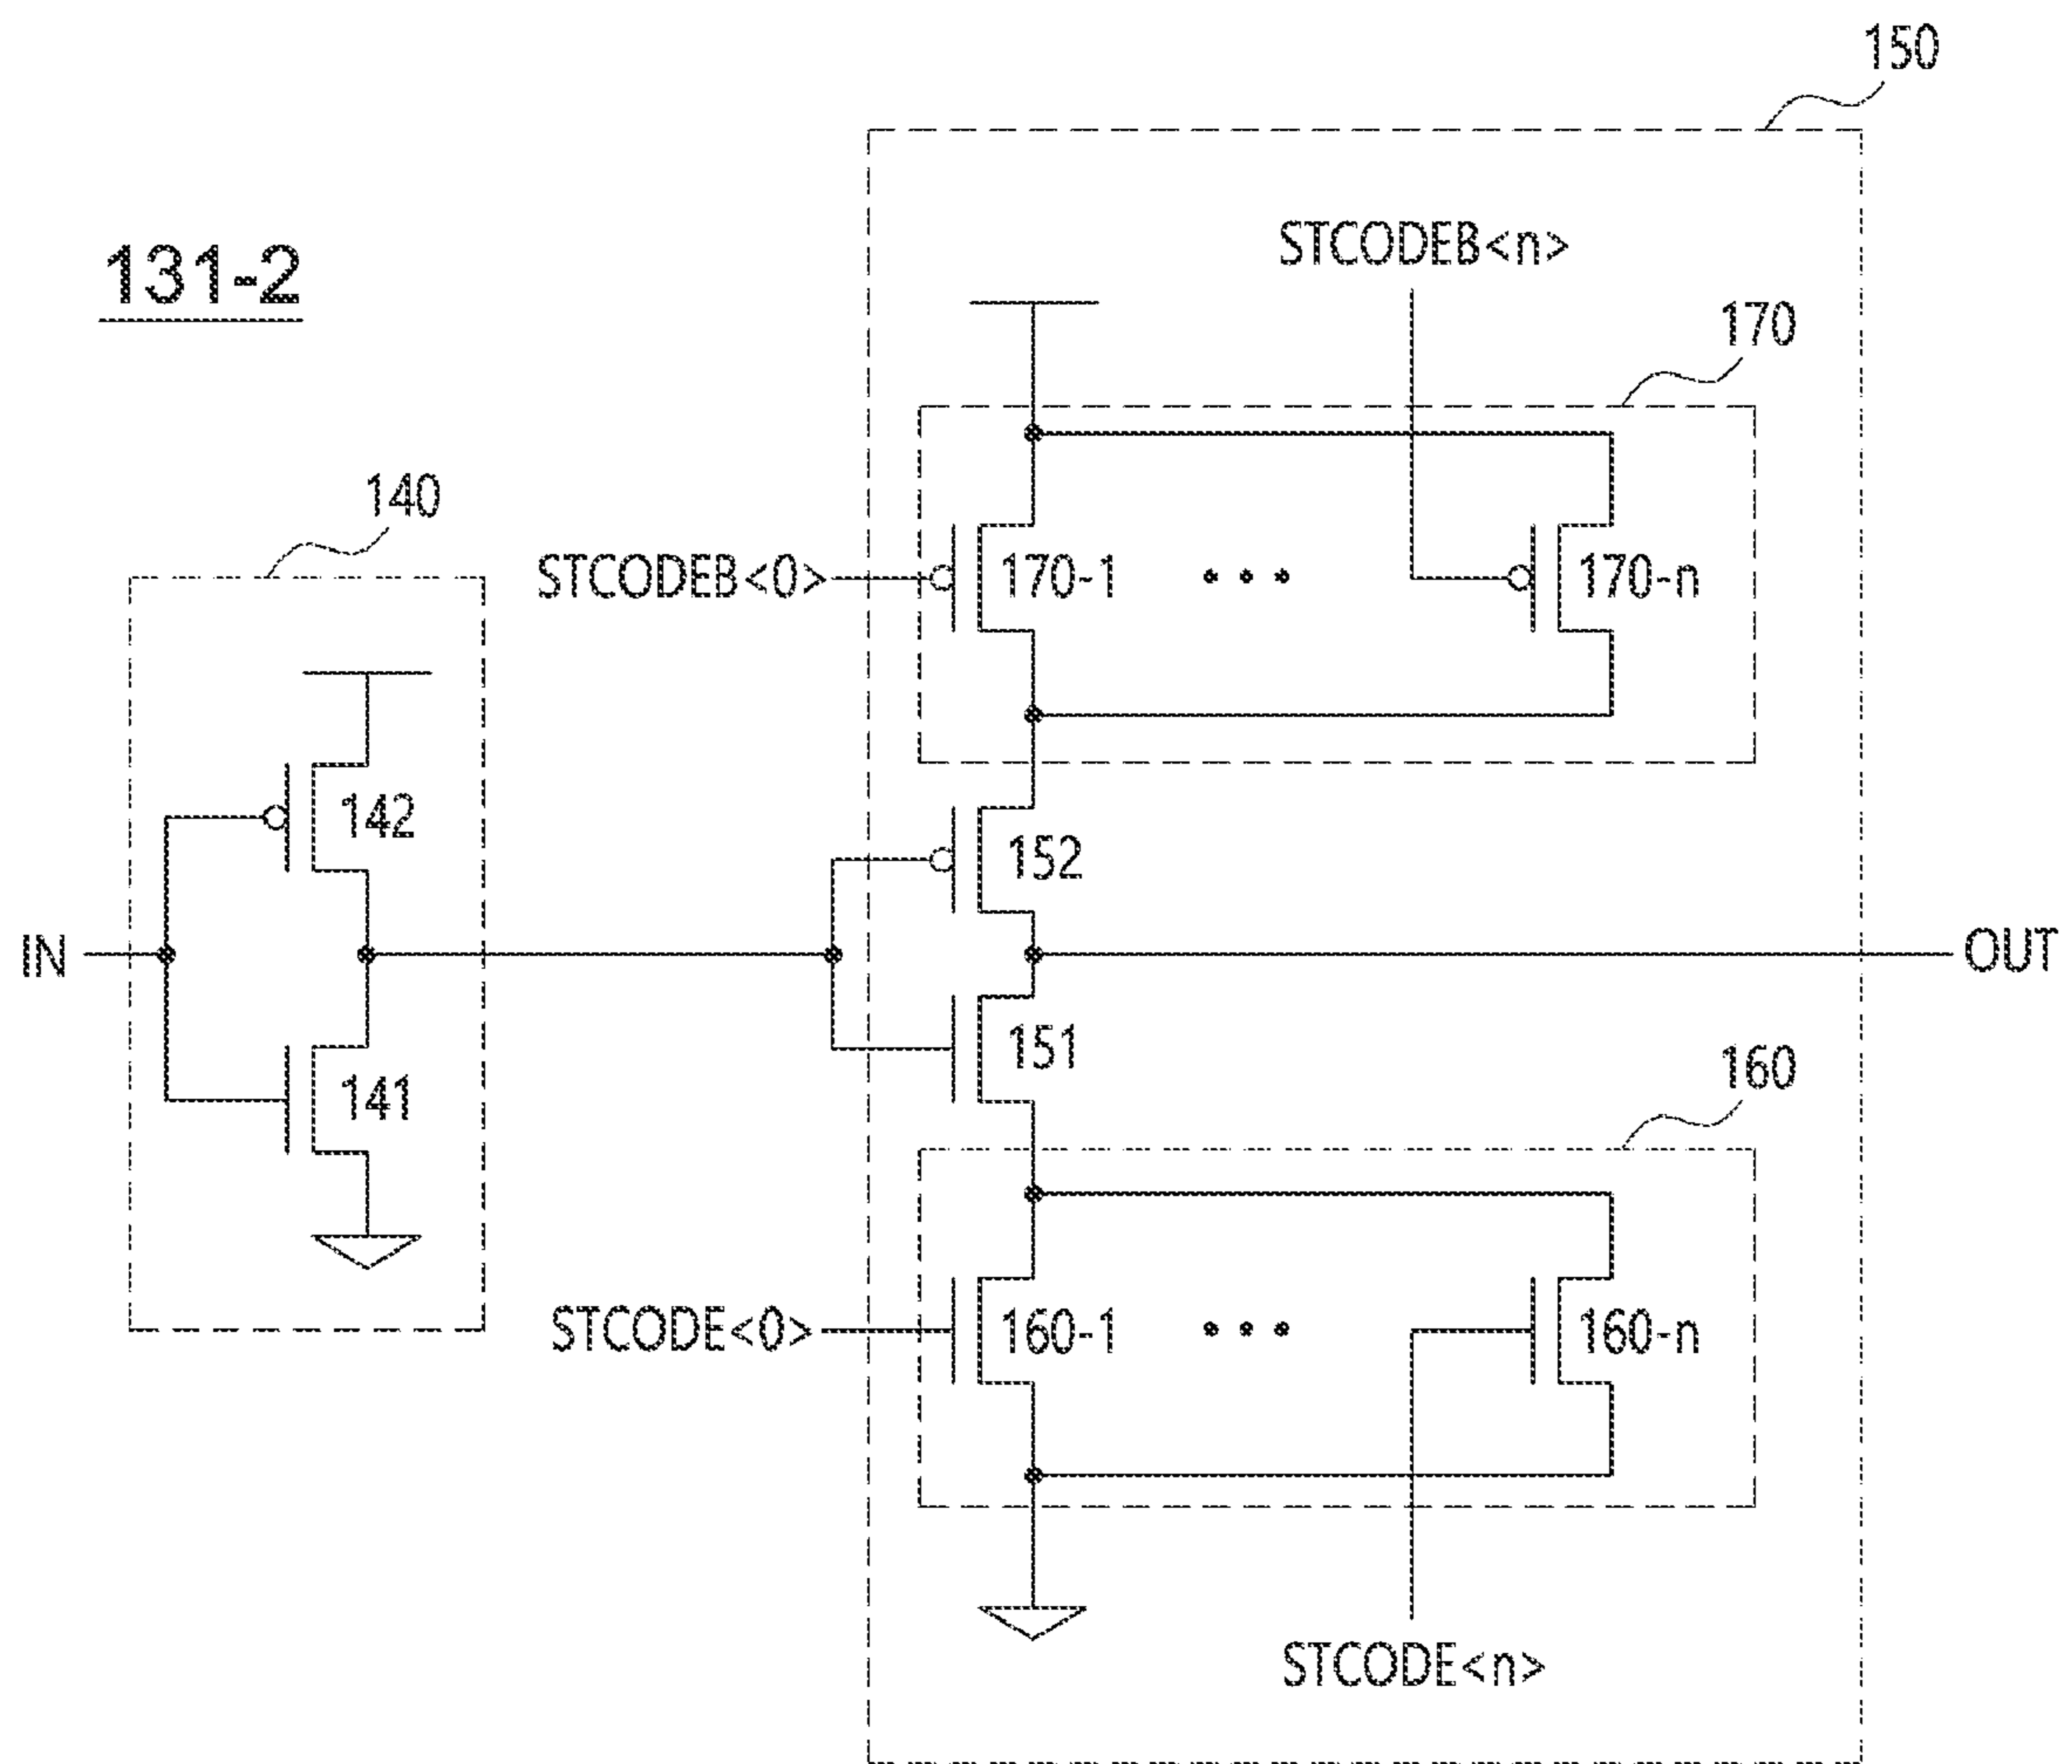 150
131-2
STCODEB<n>
170
140
STCODEB<0>
170-1
170-n
142
152
IN
OUT
151
141
160
STCODE<0>
160-1
160-n
STCODE<n>